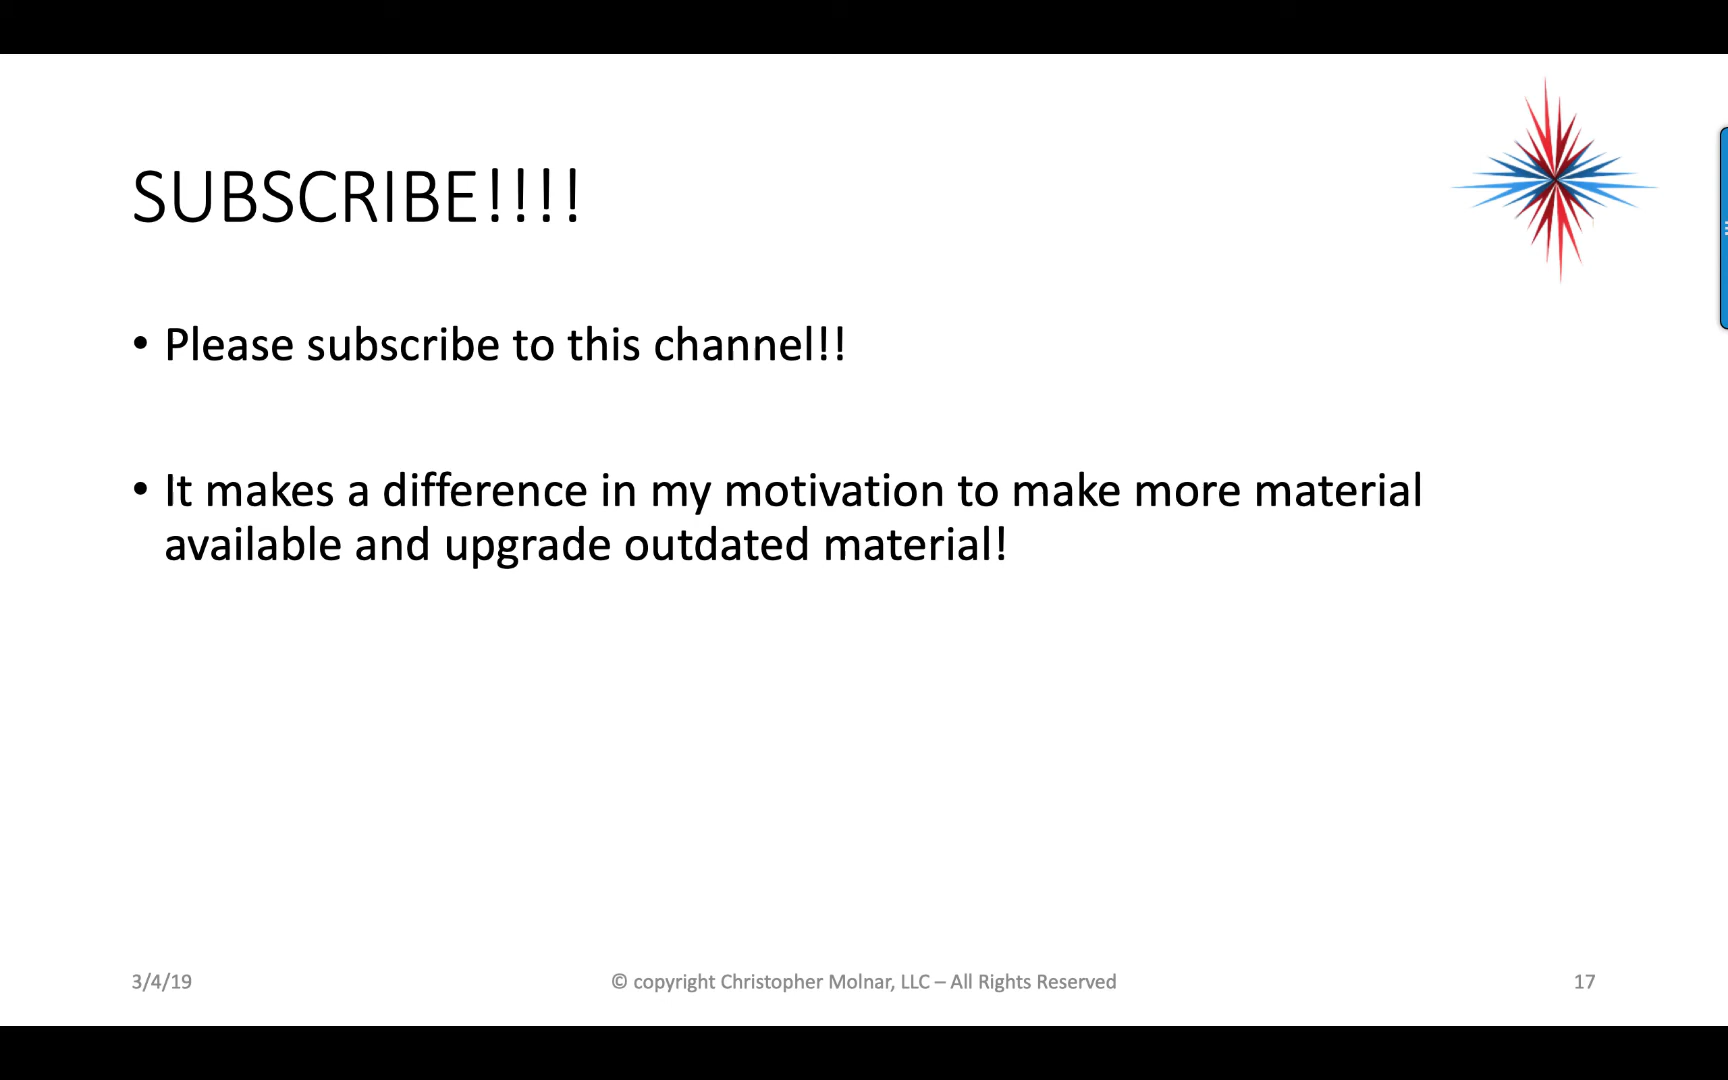 SUBSCRIBE!!!!
• Please subscribe to this channel!!
• It makes a difference in my motivation to make more material
available and upgrade outdated material!
3/4/19
© copyright Christopher Molnar, LLC – All Rights Reserved
17